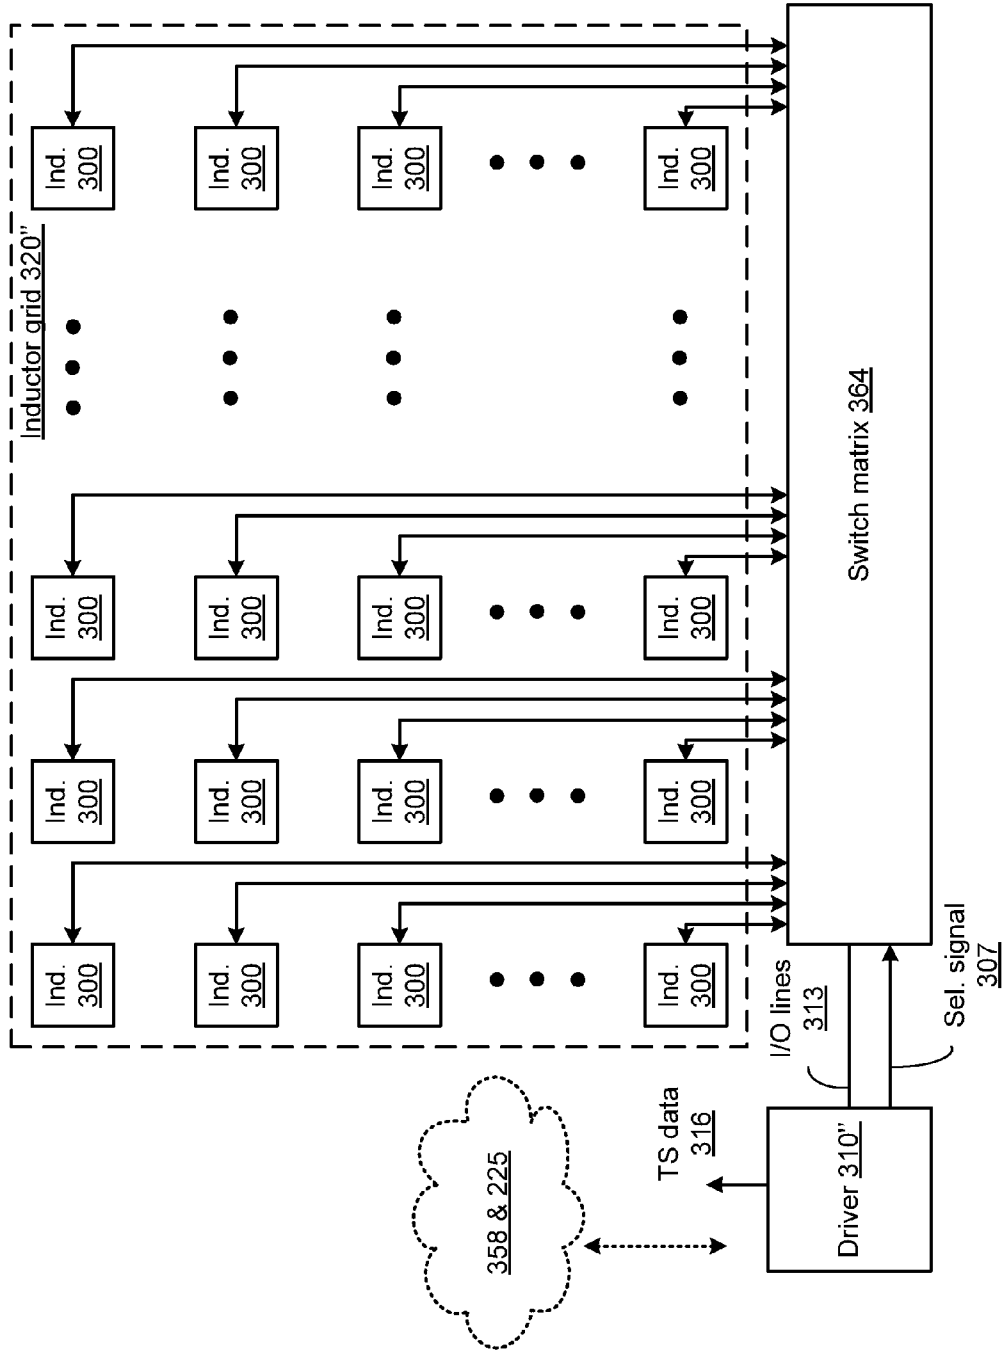 Inductor grid 320"
Ind.
300
Ind.
300
Ind.
300
Ind.
300
Ind.
300
Ind.
300
Ind.
300
Ind.
300
Ind.
300
Ind.
300
Ind.
300
Ind.
300
Ind.
300
Ind.
300
Ind.
300
Ind.
300
358 & 225
TS data
316
I/O lines
313
Driver 310"
Switch matrix 364
Sel. signal
307